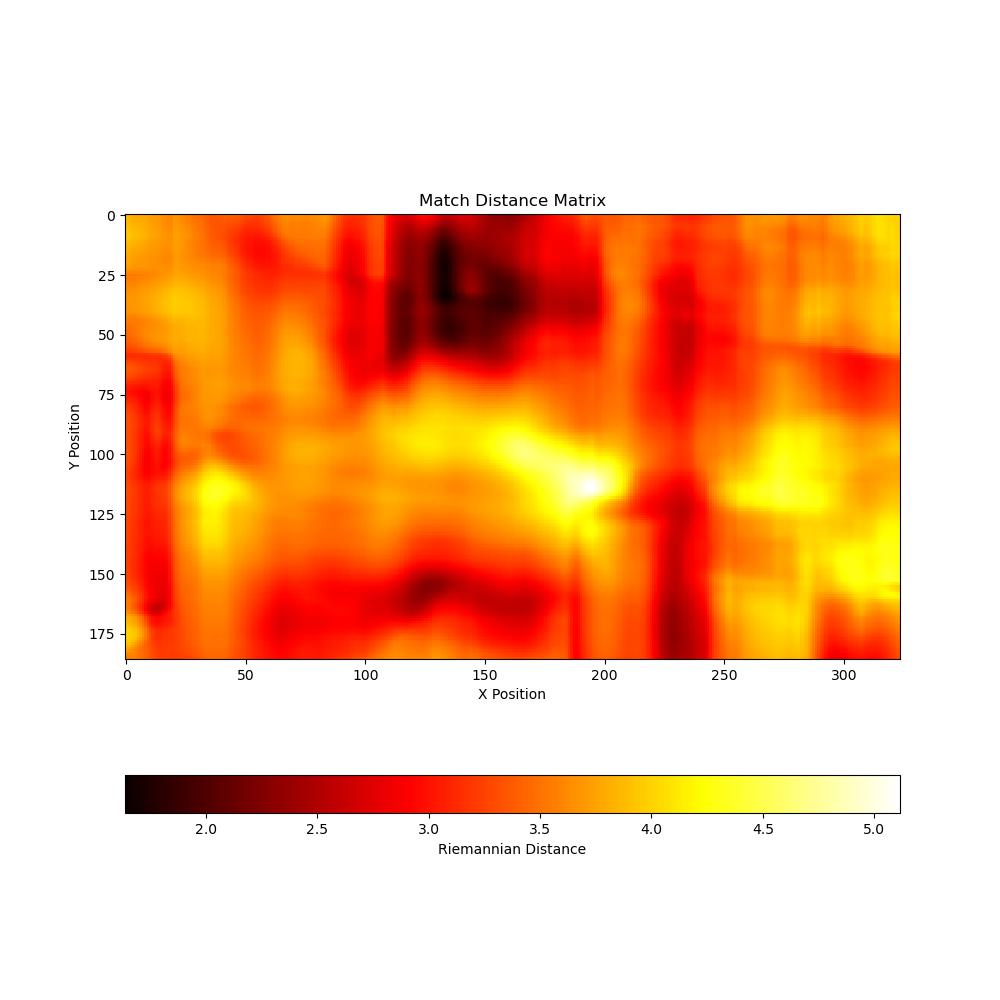 Match Distance Matrix
0
25
50
75
100
125
150
175
Y Position
0 50 100 150 200 250 300
X Position
2.0 2.5 3.0 3.5 4.0 4.5 5.0
Riemannian Distance